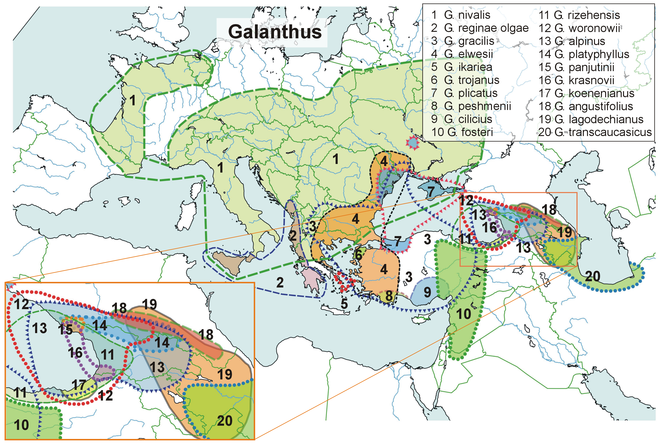 Galanthus
1 G. nivalis
2 G. reginae olgae
3 G. gracilis
4 G. elwesii
5 G. ikariea
6 G. trojanus
7 G. plicatus
8 G. peshmenii
9 G. cilicius
10 G. fosteri
11 G. rizehensis
12 G. woronowii
13 G. alpinus
14 G. platyphyllus
15 G. panjutinii
16 G. krasnovii
17 G. koenenianus
18 G. angustifolius
19 G. lagodechianus
20 G. transcaucasicus
1
1
1
4
7
2
3
4
6
7
3
4
2
5
8
3
9
10
12
13
16
11
13
18
19
20
12
13
15
14
18
19
18
14
16
11
13
17
12
11
10
19
20